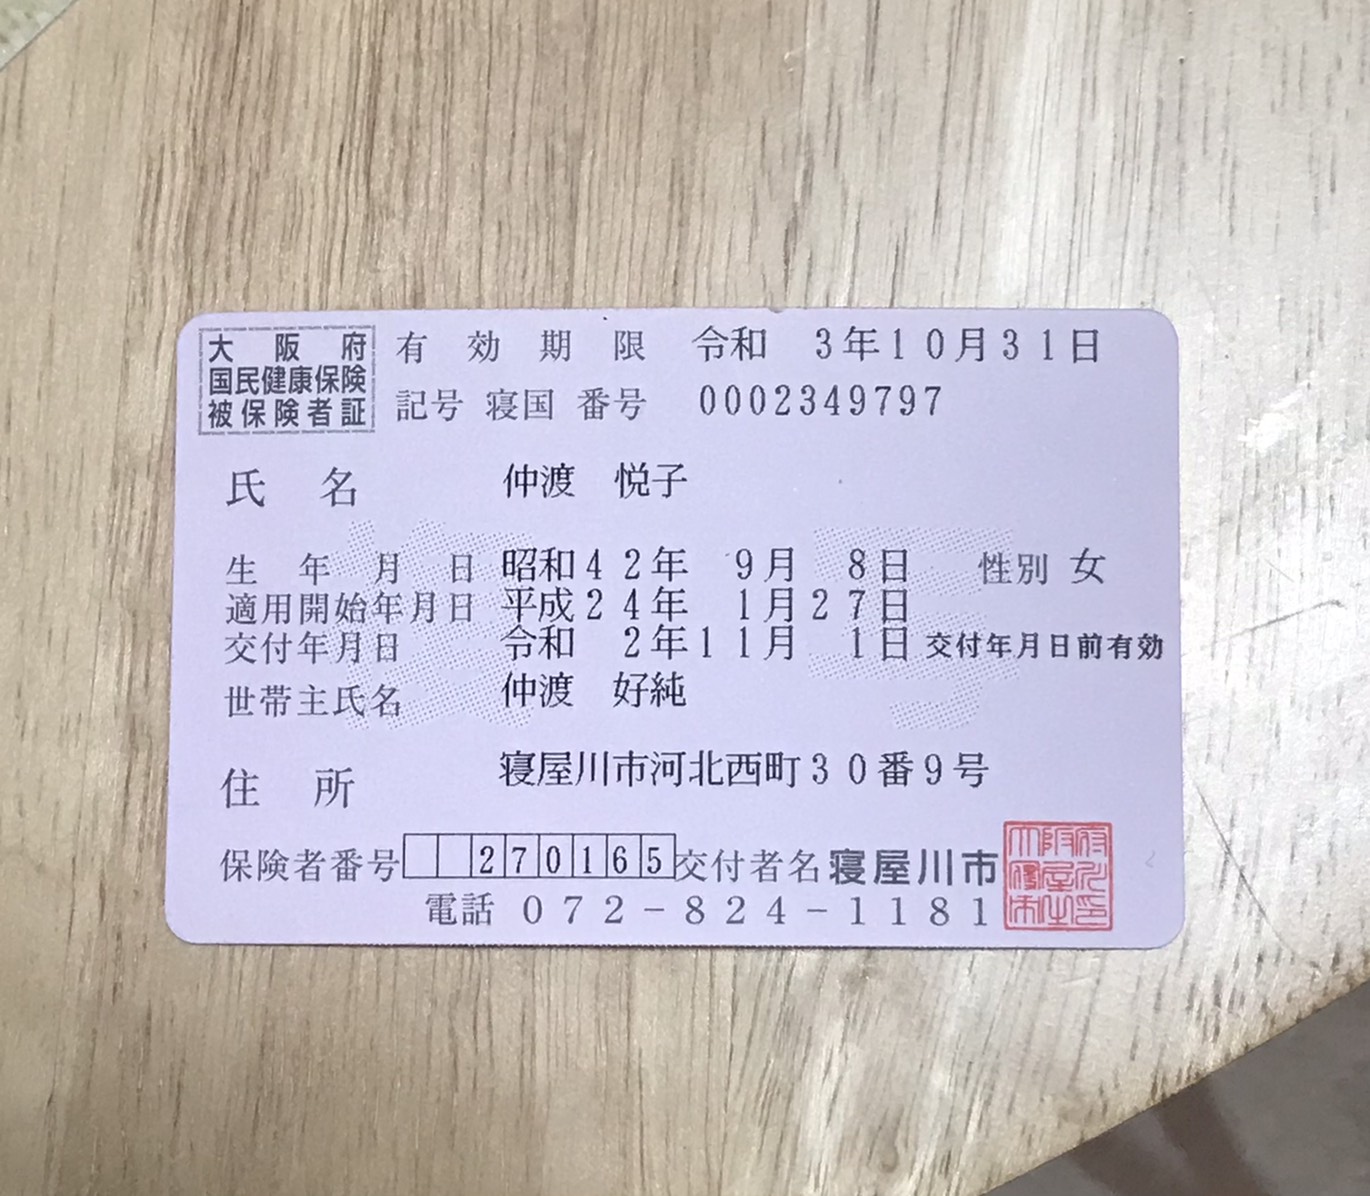 大阪府
国民健康保険
被保険者証
有効期限 令和 3年10月31日
記号 寝国 番号 0002349797
氏名 仲渡 悦子
生年月日 昭和42年 9月 8日 性別 女
適用開始年月日 平成24年 1月27日
交付年月日 令和 2年11月 1日 交付年月日前有効
世帯主氏名 仲渡 好純
住所 寝屋川市河北西町30番9号
保険者番号 270165 交付者名 寝屋川市
電話 072-824-1181